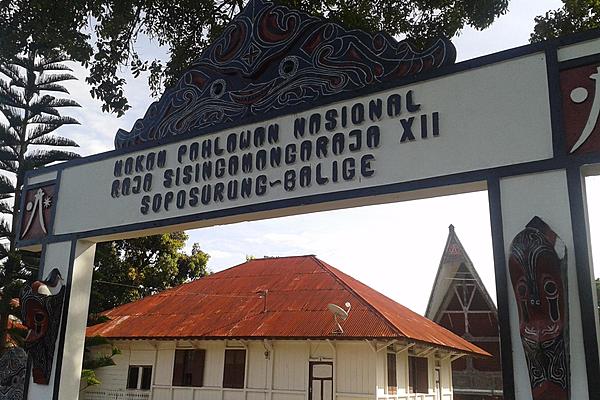 MAKAM PAHLAWAN NASIONAL
RAJA SISINGAMANGARAJA XII
SOPOSURUNG~BALIGE